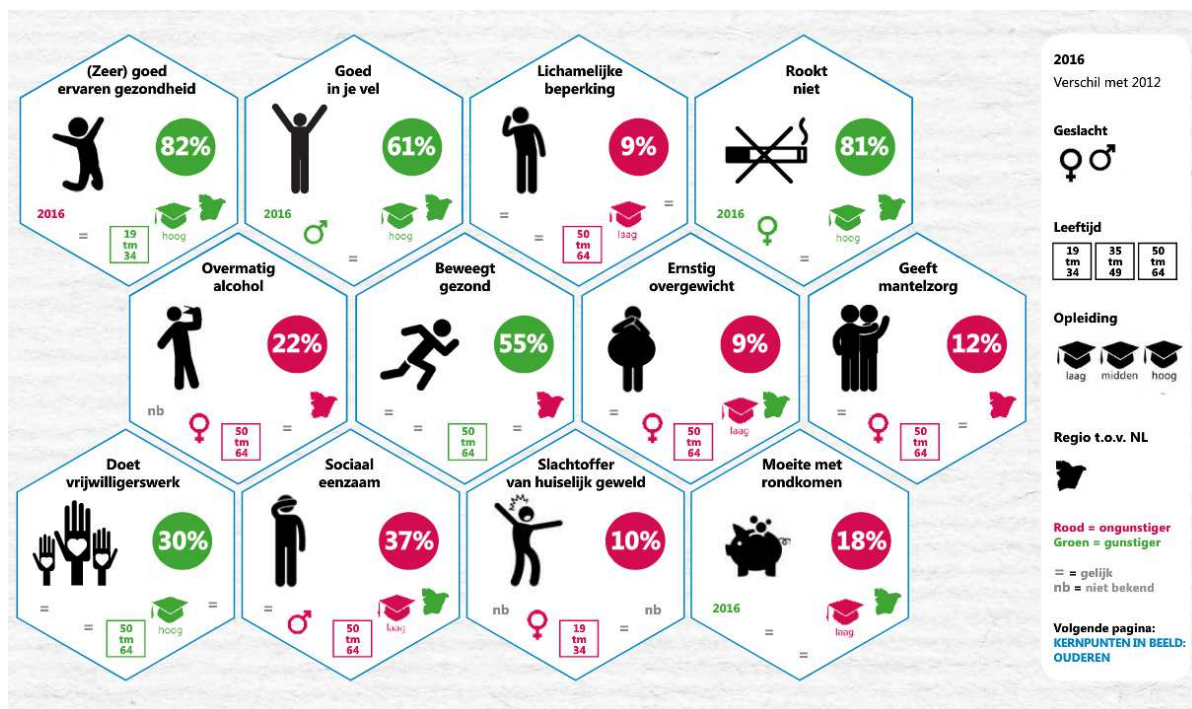 (Zeer) goed
ervaren gezondheid
82%
2016
=
19
tm
34
hoog
Goed
in je vel
61%
2016
=
hoog
Lichamelijke
beperking
9%
=
=
50
tm
64
laag
=
Rookt
niet
81%
2016
=
hoog
Overmatig
alcohol
22%
nb
50
tm
64
=
Beweegt
gezond
55%
=
=
50
tm
64
=
Ernstig
overgewicht
9%
=
50
tm
64
laag
Geeft
mantelzorg
12%
=
50
tm
64
=
Doet
vrijwilligerswerk
30%
=
=
50
tm
64
hoog
=
Sociaal
eenzaam
37%
=
50
tm
64
laag
Slachtoffer
van huiselijk geweld
10%
nb
19
tm
34
=
nb
Moeite met
rondkomen
18%
2016
=
=
laag
2016
Verschil met 2012
Geslacht
Leeftijd
19 35 50
tm tm tm
34 49 64
Opleiding
laag midden hoog
Regio t.o.v. NL
Rood = ongunstiger
Groen = gunstiger
= = gelijk
nb = niet bekend
Volgende pagina:
KERNPUNTEN IN BEELD:
OUDEREN